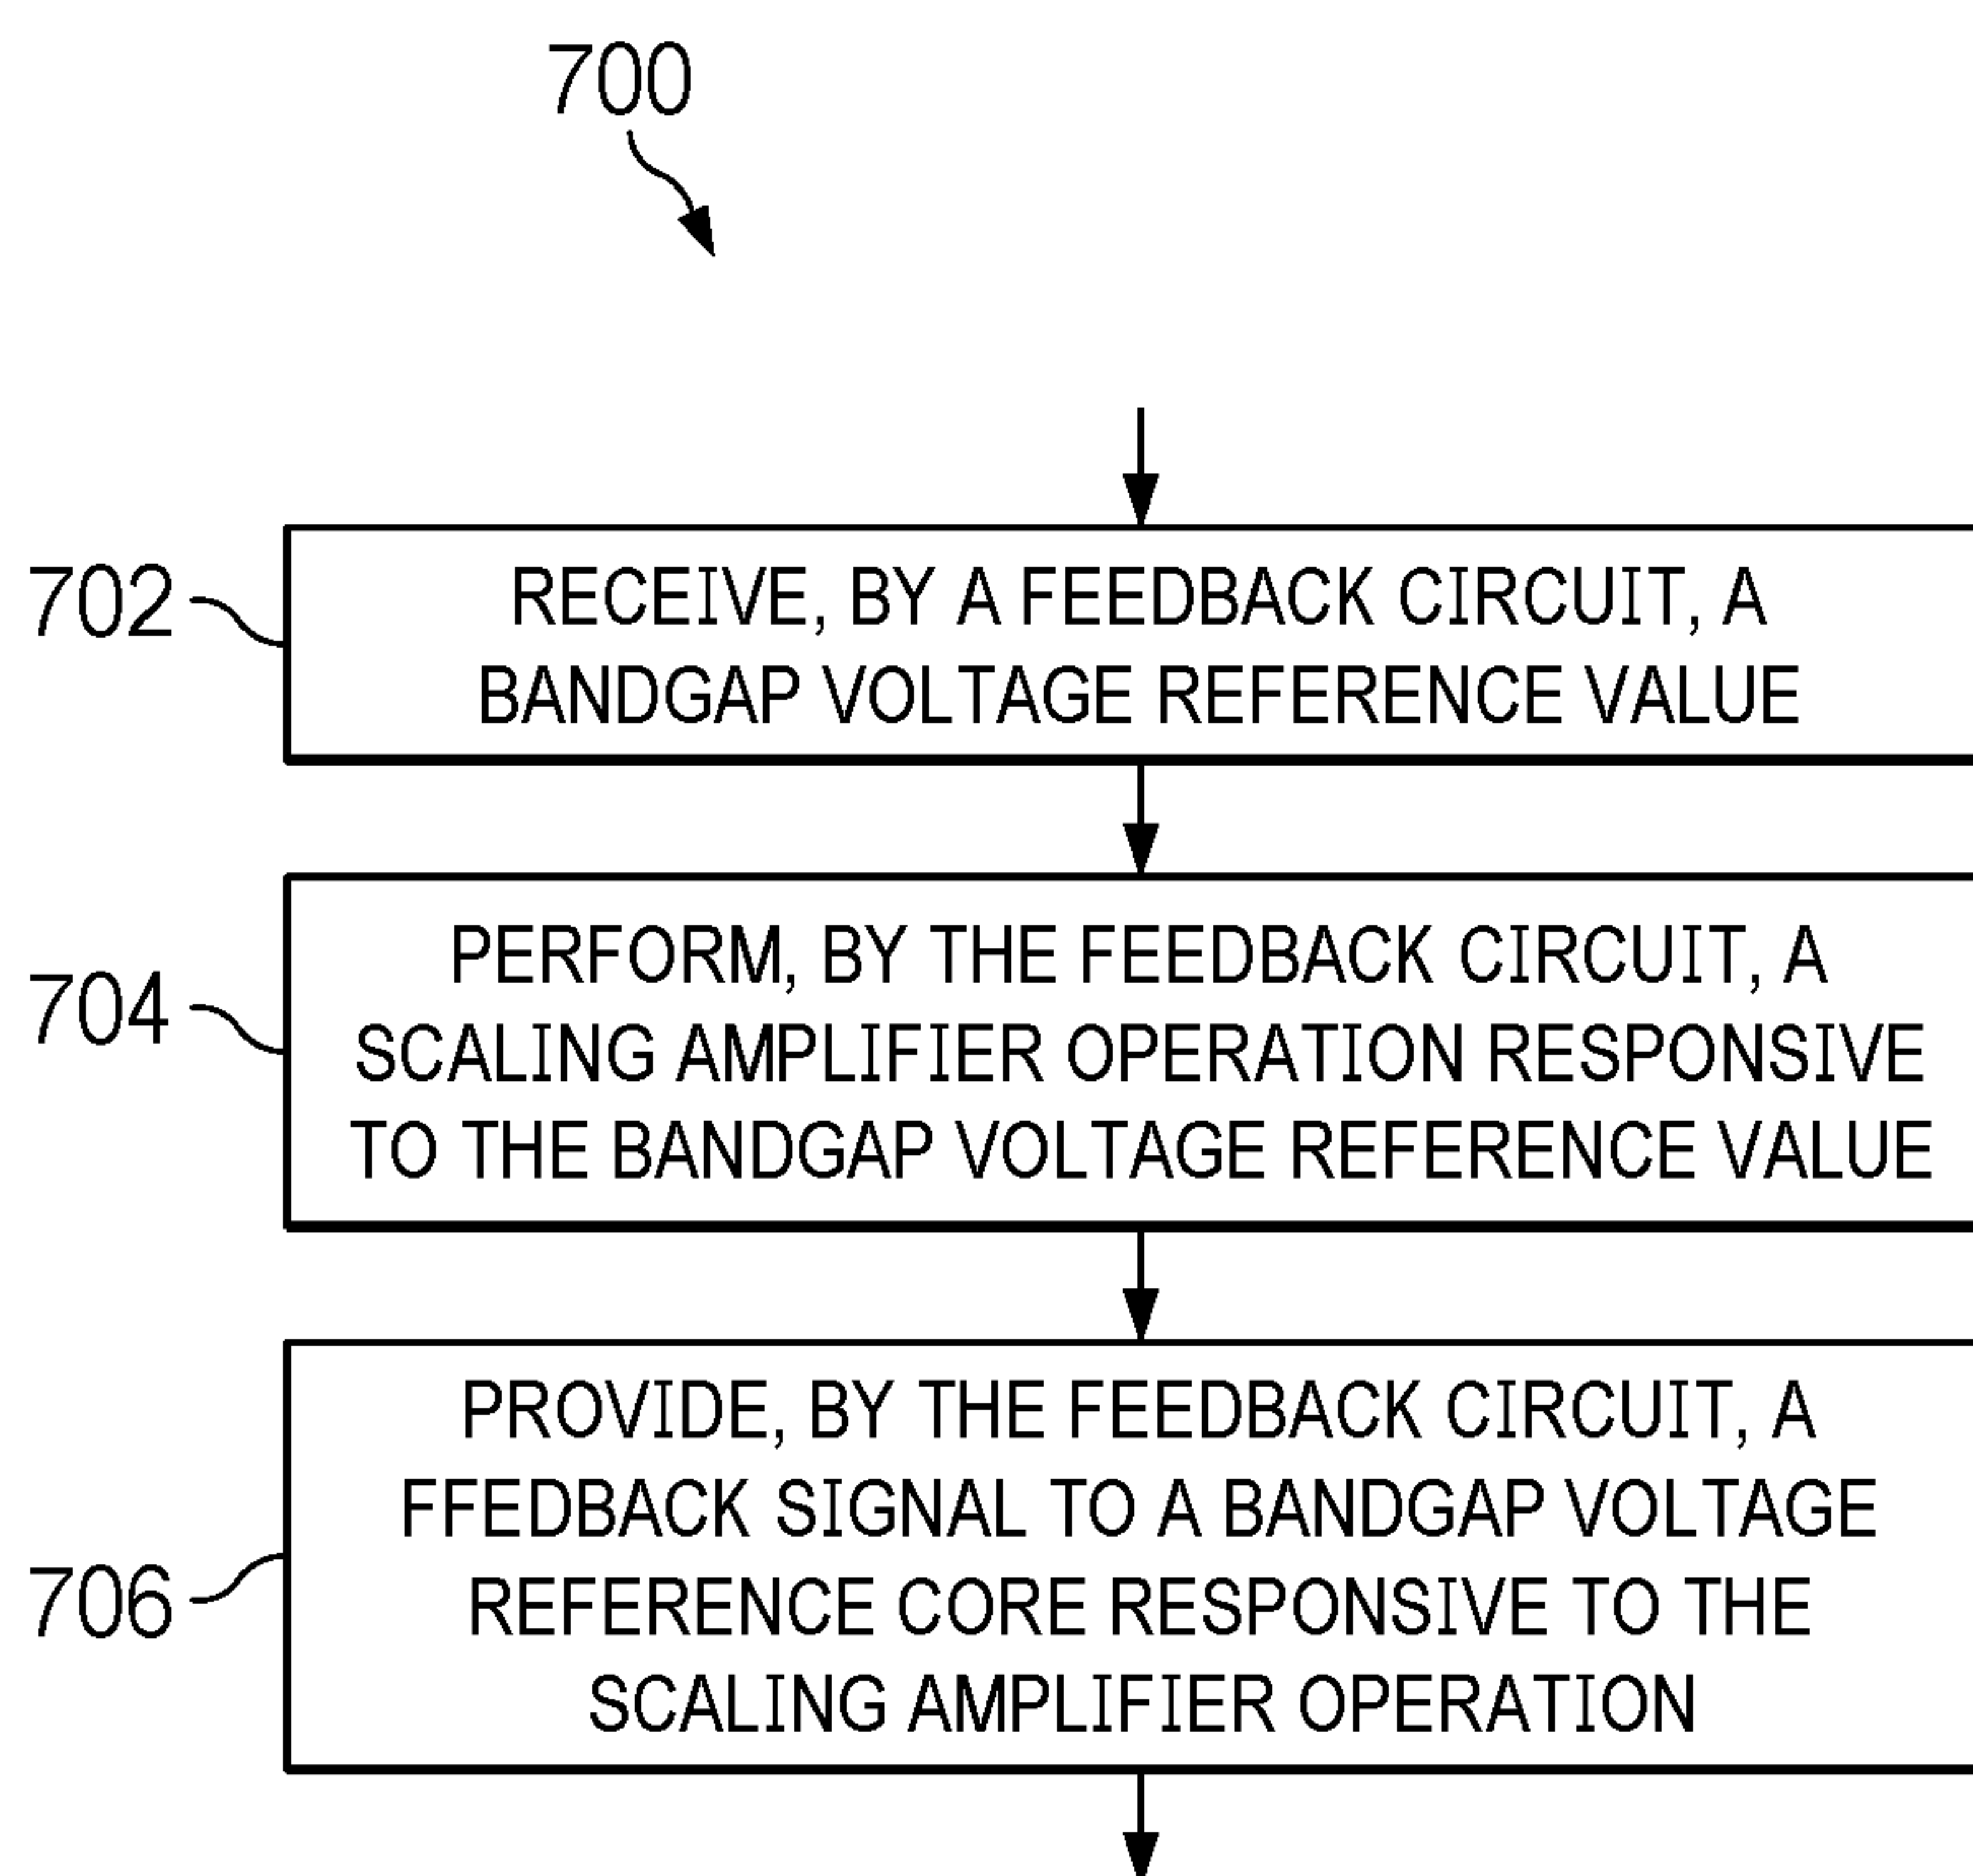 700
702
RECEIVE, BY A FEEDBACK CIRCUIT, A
BANDGAP VOLTAGE REFERENCE VALUE
704
PERFORM, BY THE FEEDBACK CIRCUIT, A
SCALING AMPLIFIER OPERATION RESPONSIVE
TO THE BANDGAP VOLTAGE REFERENCE VALUE
706
PROVIDE, BY THE FEEDBACK CIRCUIT, A
FFEDBACK SIGNAL TO A BANDGAP VOLTAGE
REFERENCE CORE RESPONSIVE TO THE
SCALING AMPLIFIER OPERATION